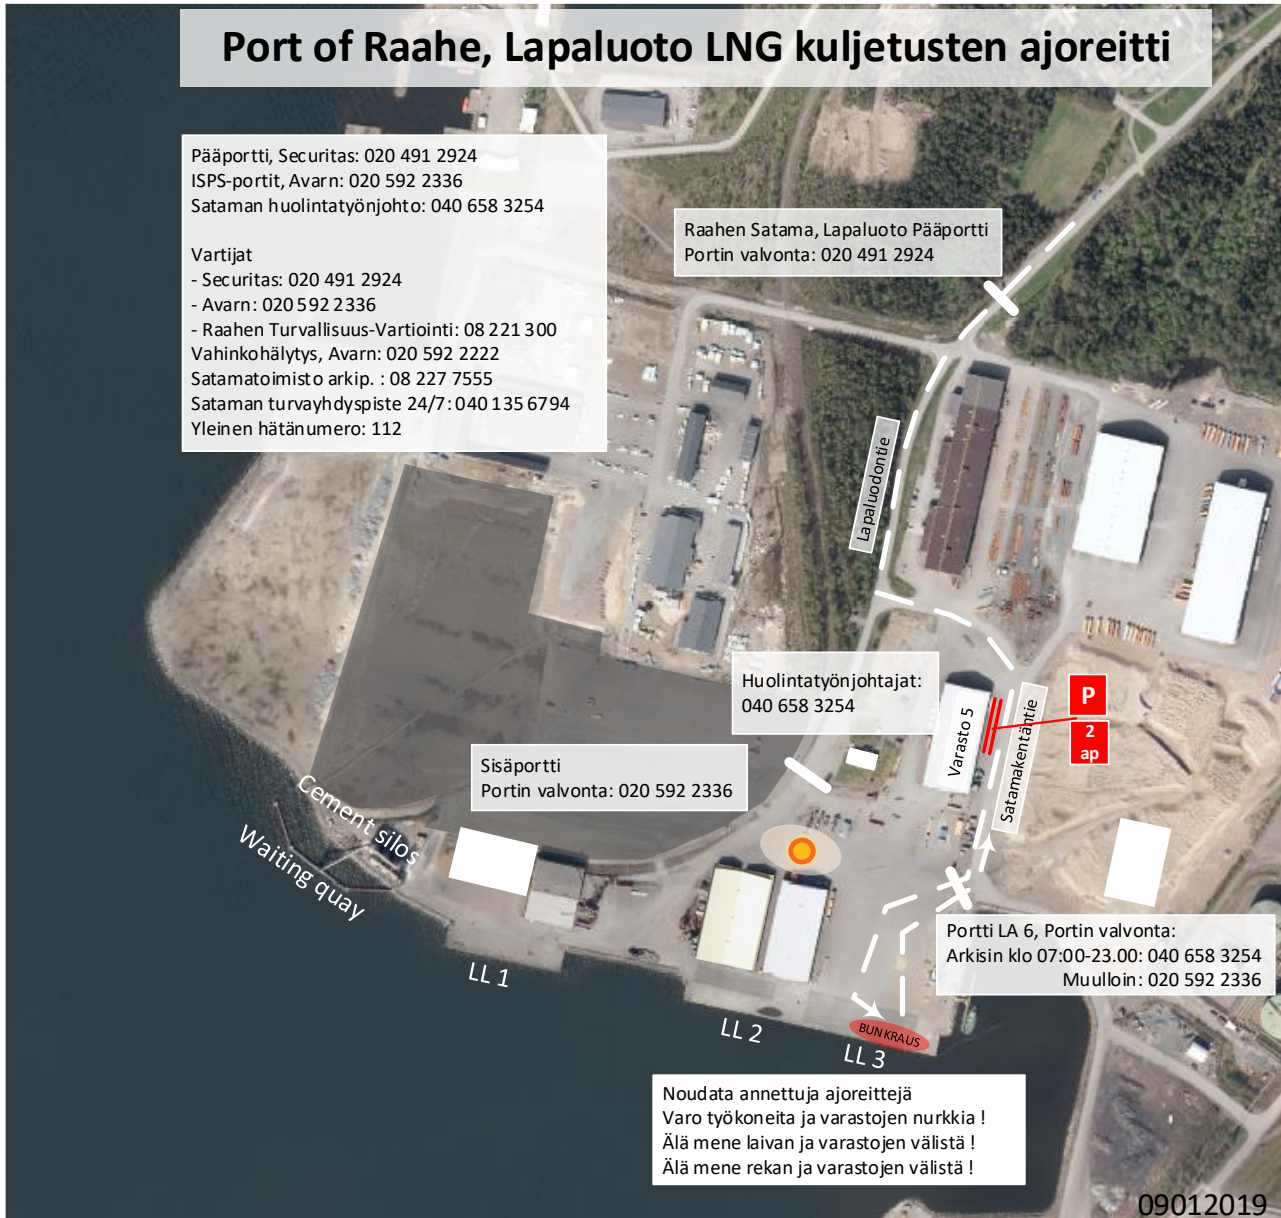 Port of Raahe, Lapaluoto LNG kuljetusten ajoreitti
Pääportti, Securitas: 020 491 2924
ISPS-portit, Avarn: 020 592 2336
Sataman huolintatyönjohto: 040 658 3254
Vartijat
- Securitas: 020 491 2924
- Avarn: 020 592 2336
- Raahen Turvallisuus-Vartiointi: 08 221 300
Vahinkohälytys, Avarn: 020 592 2222
Satamatoimisto arkip. : 08 227 7555
Sataman turvayhdyspiste 24/7: 040 135 6794
Yleinen hätänumero: 112
Raahen Satama, Lapaluoto Pääportti
Portin valvonta: 020 491 2924
Lapaluodontie
Huolintatyönjohtajat:
040 658 3254
Varasto 5
Satamakentäntie
P
2
ap
Sisäportti
Portin valvonta: 020 592 2336
Cement silos
Waiting quay
LL 1
LL 2
LL 3
BUNKRAUS
Portti LA 6, Portin valvonta:
Arkisin klo 07:00-23.00: 040 658 3254
Muulloin: 020 592 2336
Noudata annettuja ajoreittejä
Varo työkoneita ja varastojen nurkkia !
Älä mene laivan ja varastojen välistä !
Älä mene rekan ja varastojen välistä !
09012019